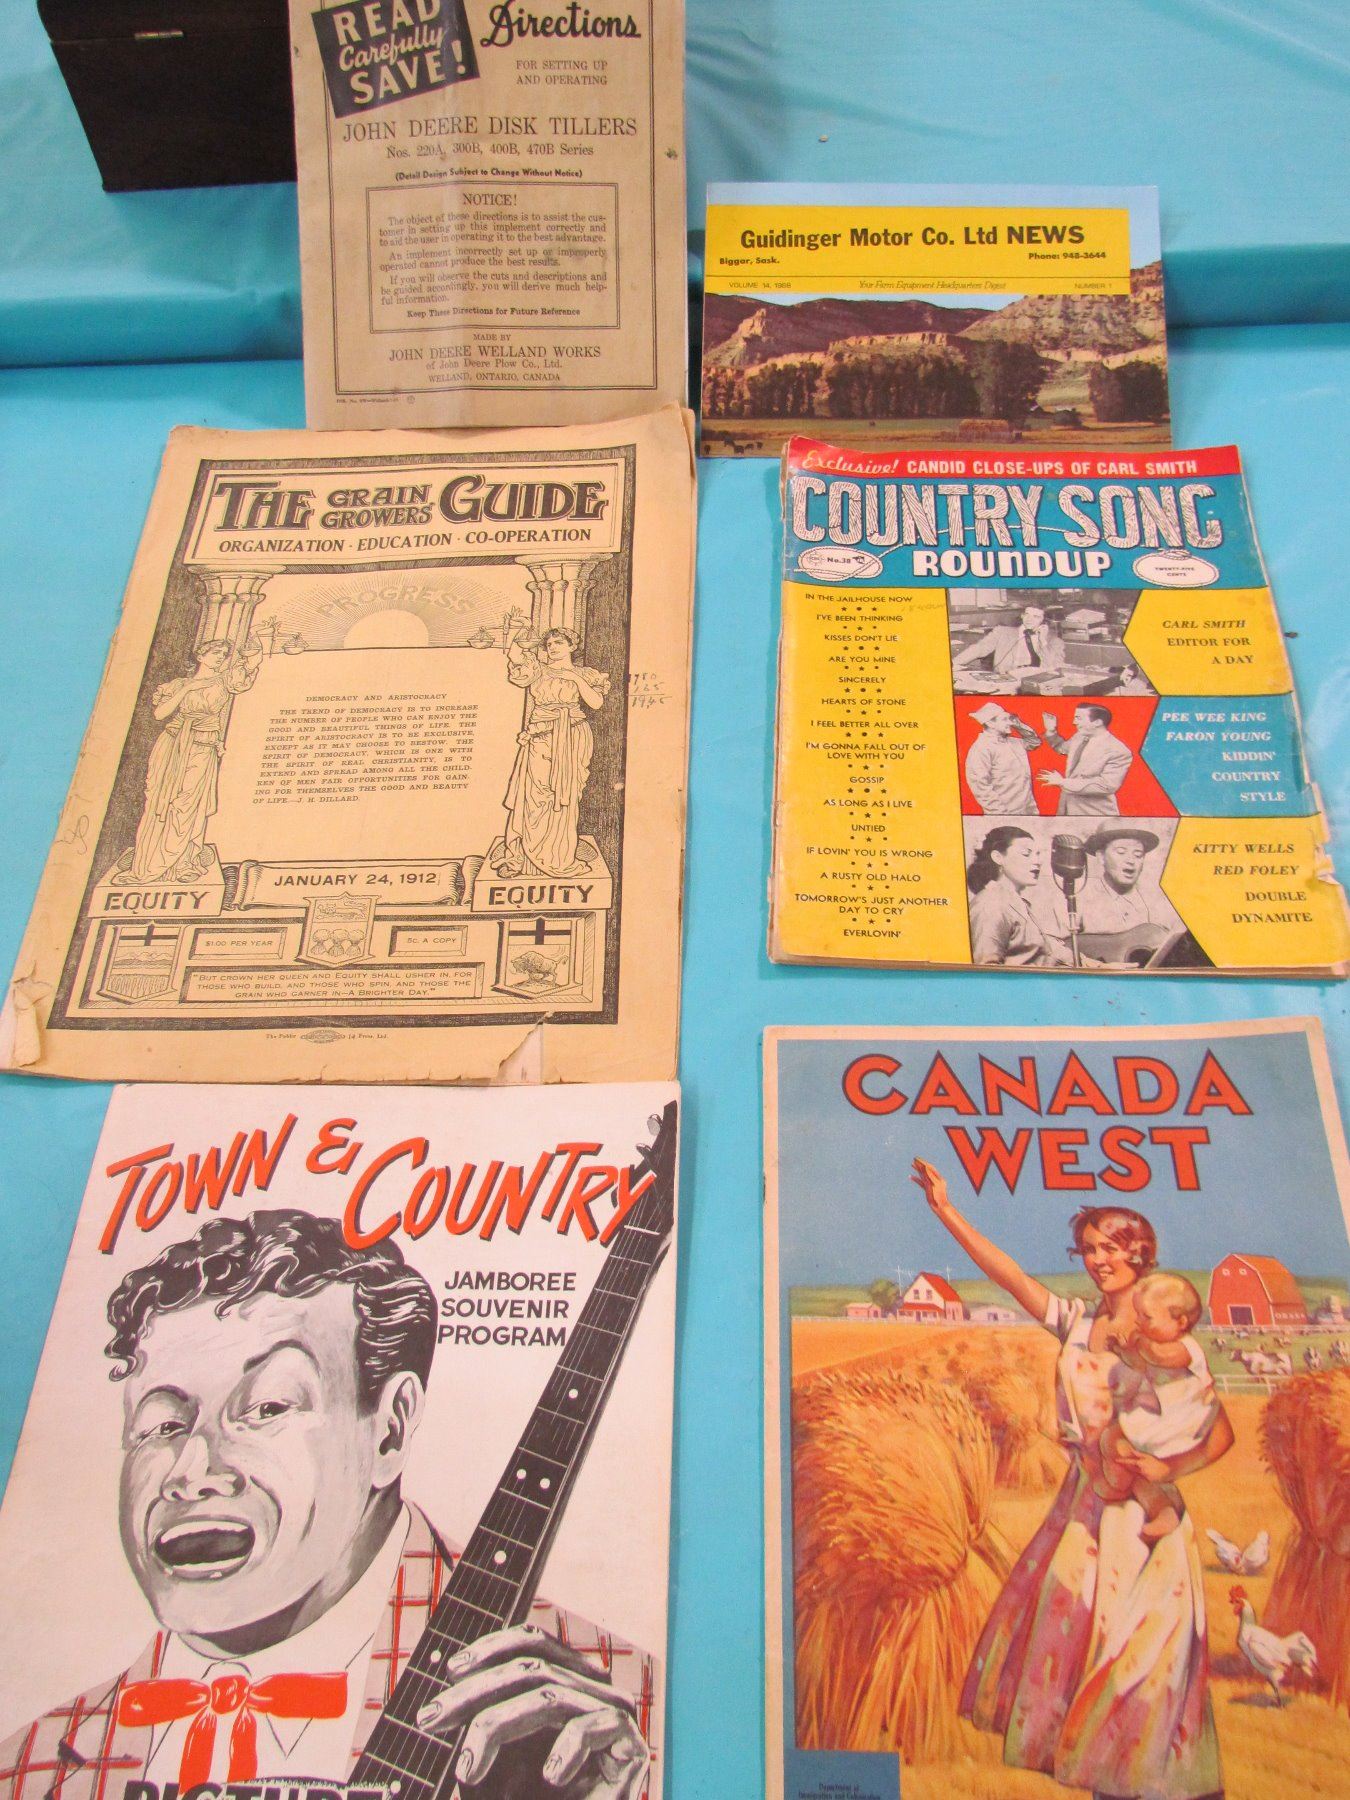 READ
Carefully
SAVE!
Directions
FOR SETTING UP
AND OPERATING
JOHN DEERE DISK TILLERS
Nos. 220A, 300B, 400B, 470B Series
(Detail Design Subject to Change Without Notice)
NOTICE!
The object of these directions is to assist the cus-
tomer in setting up this implement correctly and
to aid the user in operating it to the best advantage.
An implement incorrectly set up or improperly
operated cannot produce the best results.
If you will observe the cuts and descriptions and
be guided accordingly, you will derive much help-
ful information.
Keep These Directions for Future Reference
MADE BY
JOHN DEERE WELLAND WORKS
of John Deere Plow Co., Ltd.
WELLAND, ONTARIO, CANADA
Guidinger Motor Co. Ltd NEWS
Biggar, Sask.
Phone: 948-3644
VOLUME 14, 1968
Your Farm Equipment Headquarters Digest
NUMBER 1
THE GRAIN GROWERS' GUIDE
ORGANIZATION · EDUCATION · CO-OPERATION
PROGRESS
DEMOCRACY AND ARISTOCRACY
THE TREND OF DEMOCRACY IS TO INCREASE
THE NUMBER OF PEOPLE WHO CAN ENJOY THE
GOOD AND BEAUTIFUL THINGS OF LIFE. THE
SPIRIT OF ARISTOCRACY IS TO BE EXCLUSIVE,
EXCEPT AS IT MAY CHOOSE TO BESTOW. THE
SPIRIT OF DEMOCRACY, WHICH IS ONE WITH
THE SPIRIT OF REAL CHRISTIANITY, IS TO
EXTEND AND SPREAD AMONG ALL THE CHILD-
REN OF MEN FAIR OPPORTUNITIES FOR GAIN-
ING FOR THEMSELVES THE GOOD AND BEAUTY
OF LIFE.—J. H. DILLARD.
JANUARY 24, 1912
EQUITY
EQUITY
$1.00 PER YEAR
5C. A COPY
"BUT CROWN HER QUEEN AND EQUITY SHALL USHER IN, FOR
THOSE WHO BUILD, AND THOSE WHO SPIN, AND THOSE THE
GRAIN WHO GARNER IN—A BRIGHTER DAY."
Exclusive! CANDID CLOSE-UPS OF CARL SMITH
COUNTRY SONG
ROUNDUP
No. 38
TWENTY-FIVE
CENTS
IN THE JAILHOUSE NOW
I'VE BEEN THINKING
KISSES DON'T LIE
ARE YOU MINE
SINCERELY
HEARTS OF STONE
I FEEL BETTER ALL OVER
I'M GONNA FALL OUT OF
LOVE WITH YOU
GOSSIP
AS LONG AS I LIVE
UNTIED
IF LOVIN' YOU IS WRONG
A RUSTY OLD HALO
TOMORROW'S JUST ANOTHER
DAY TO CRY
EVERLOVIN'
CARL SMITH
EDITOR FOR
A DAY
PEE WEE KING
FARON YOUNG
KIDDIN'
COUNTRY
STYLE
KITTY WELLS
RED FOLEY
DOUBLE
DYNAMITE
TOWN & COUNTRY
JAMBOREE
SOUVENIR
PROGRAM
PICTURE
CANADA
WEST
Department of
Immigration and Colonization